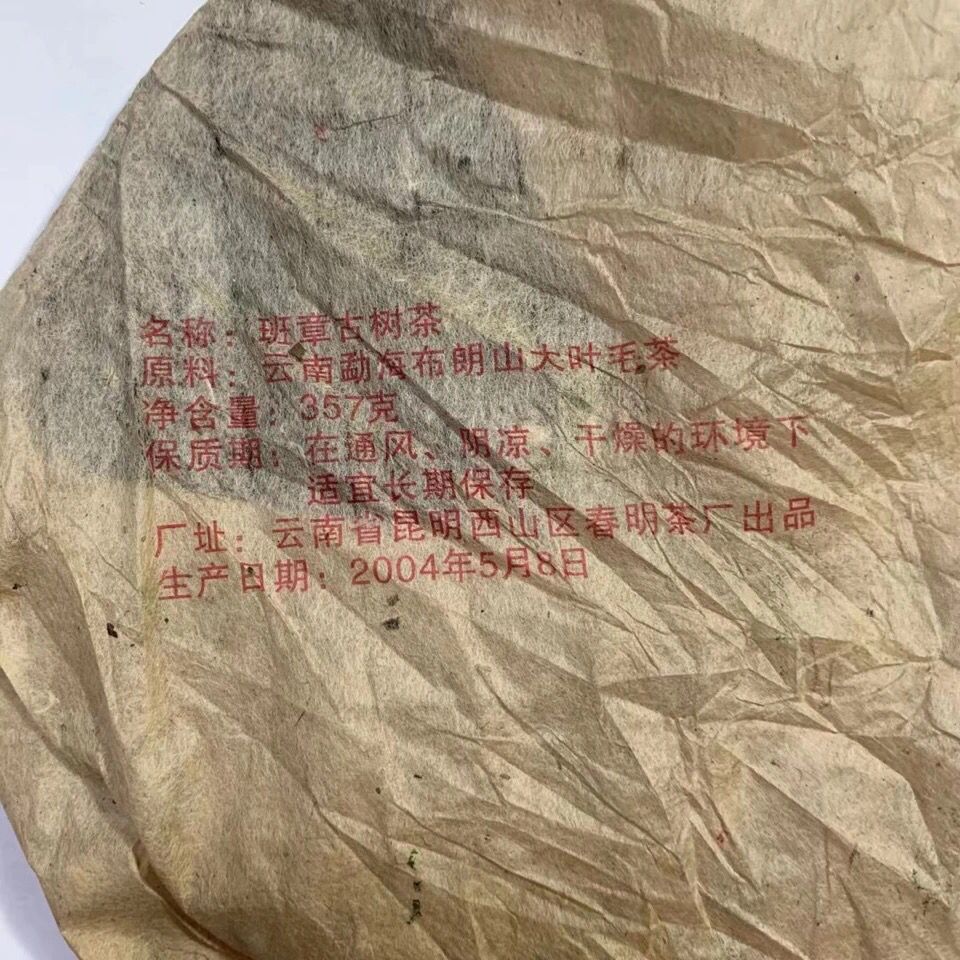 名称：班章古树茶
原料：云南勐海布朗山大叶毛茶
净含量：357克
保质期：在通风、阴凉、干燥的环境下
适宜长期保存
厂址：云南省昆明西山区春明茶厂出品
生产日期：2004年5月8日